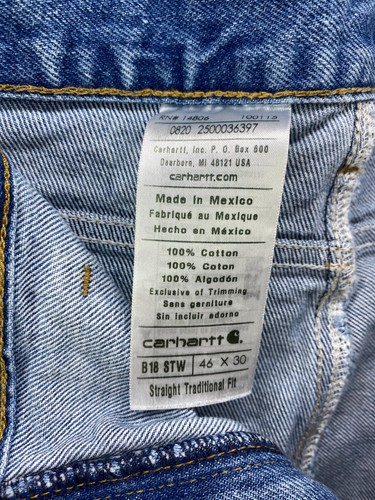 RN# 14806 100115
0820 2500036397
Carhartt, Inc. P. O. Box 600
Dearborn, MI 48121 USA
carhartt.com
Made in Mexico
Fabriqué au Mexique
Hecho en México
100% Cotton
100% Coton
100% Algodón
Exclusive of Trimming
Sans garniture
Sin incluir adorno
carhartt
B18 STW 46 X 30
Straight Traditional Fit